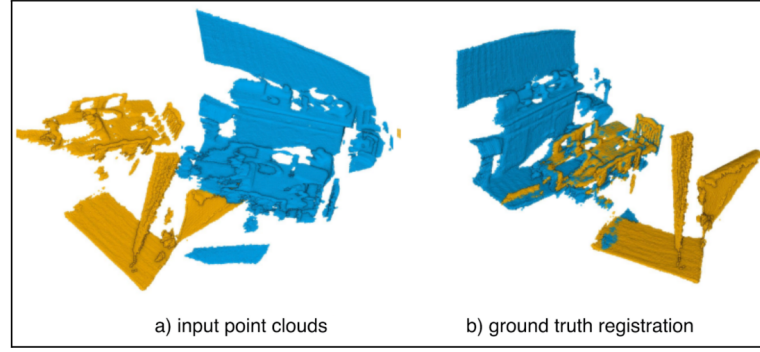 a) input point clouds
b) ground truth registration